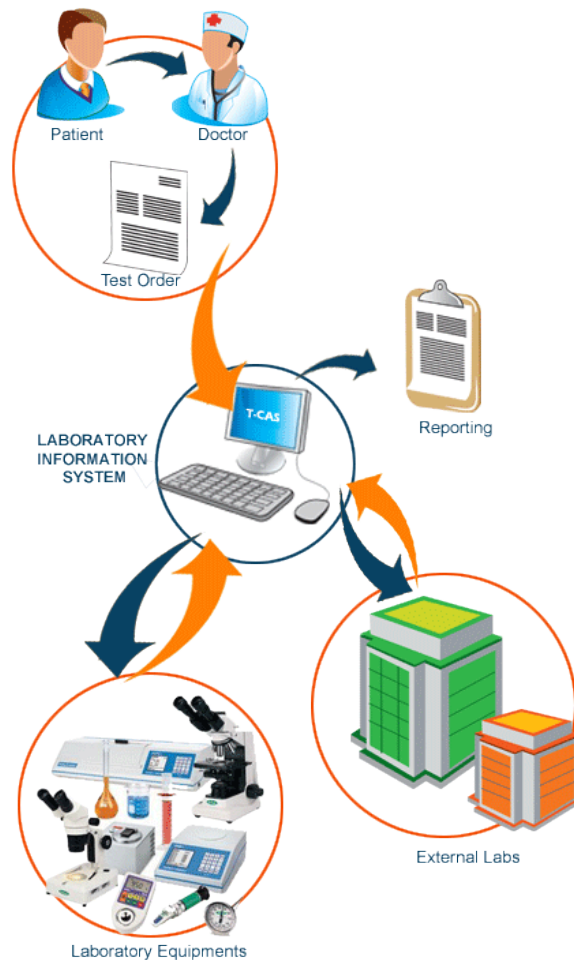 Patient
Doctor
Test Order
T-CAS
LABORATORY
INFORMATION
SYSTEM
Reporting
External Labs
Laboratory Equipments